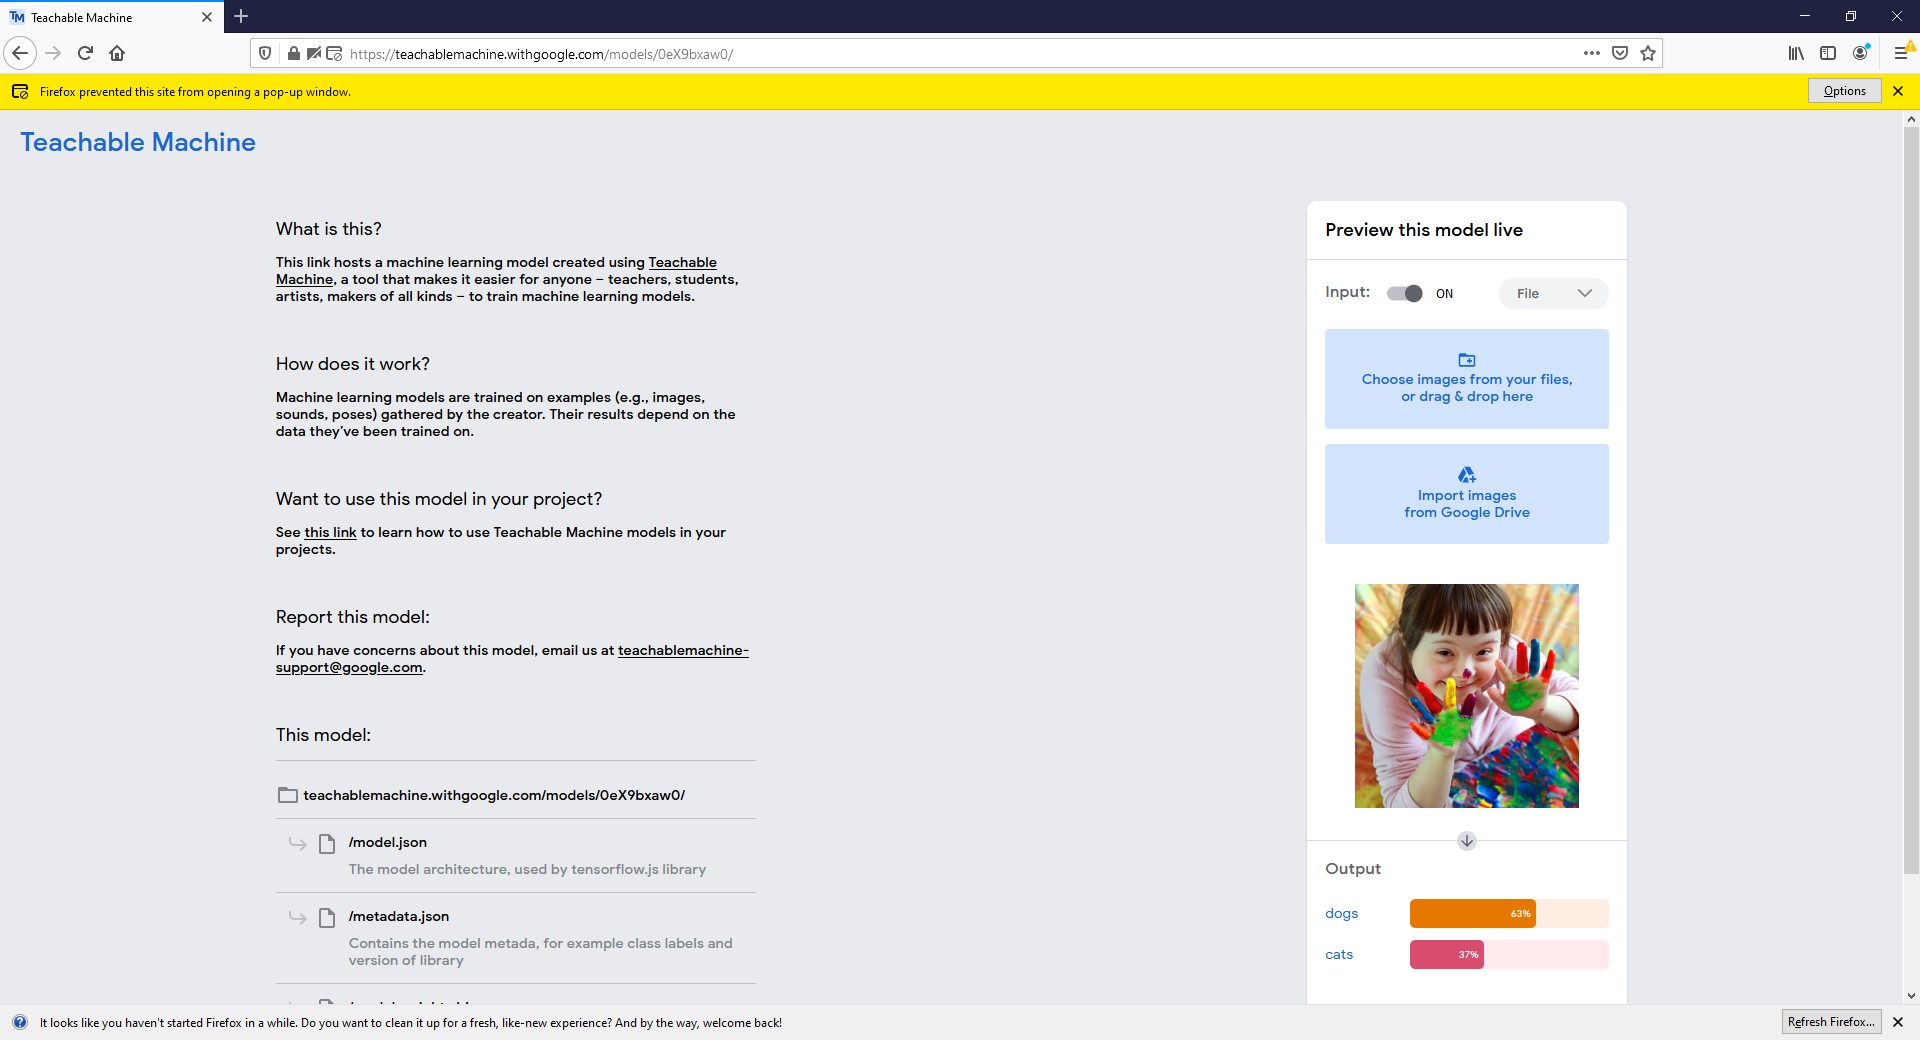 TM Teachable Machine
https://teachablemachine.withgoogle.com/models/0eX9bxaw0/
Firefox prevented this site from opening a pop-up window.
Options
Teachable Machine
What is this?
This link hosts a machine learning model created using Teachable
Machine, a tool that makes it easier for anyone – teachers, students,
artists, makers of all kinds – to train machine learning models.
How does it work?
Machine learning models are trained on examples (e.g., images,
sounds, poses) gathered by the creator. Their results depend on the
data they've been trained on.
Want to use this model in your project?
See this link to learn how to use Teachable Machine models in your
projects.
Report this model:
If you have concerns about this model, email us at teachablemachine-
support@google.com.
This model:
teachablemachine.withgoogle.com/models/0eX9bxaw0/
/model.json
The model architecture, used by tensorflow.js library
/metadata.json
Contains the model metada, for example class labels and
version of library
Preview this model live
Input:
ON
File
Choose images from your files,
or drag & drop here
Import images
from Google Drive
Output
dogs 63%
cats 37%
It looks like you haven't started Firefox in a while. Do you want to clean it up for a fresh, like-new experience? And by the way, welcome back!
Refresh Firefox...